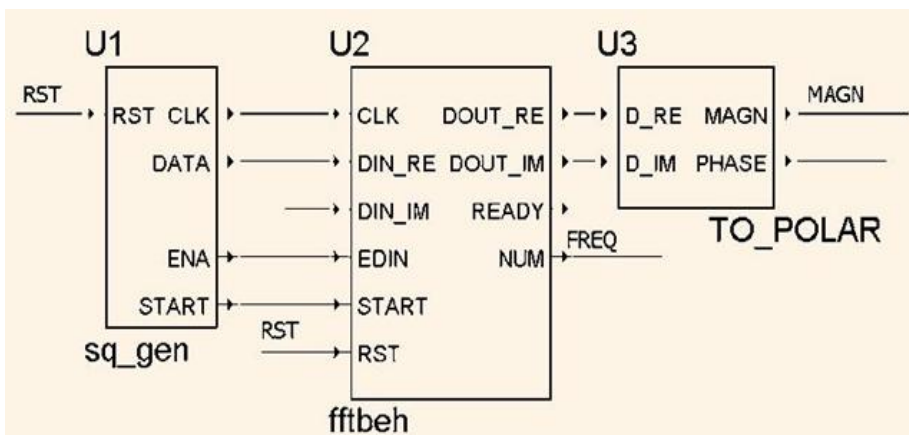 U1
U2
U3
RST
RST CLK
DATA
ENA
START
sq_gen
CLK DOUT_RE
DIN_RE DOUT_IM
DIN_IM READY
EDIN NUM
START
RST
RST
fftbeh
FREQ
D_RE MAGN
D_IM PHASE
MAGN
TO_POLAR